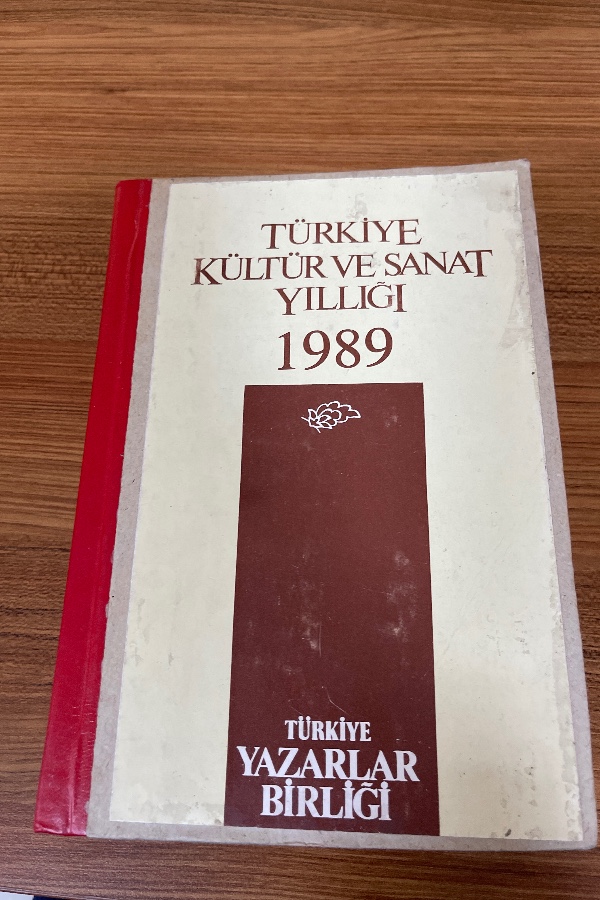 TÜRKİYE
KÜLTÜR VE SANAT
YILLIĞI
1989
TÜRKİYE
YAZARLAR
BİRLİĞİ